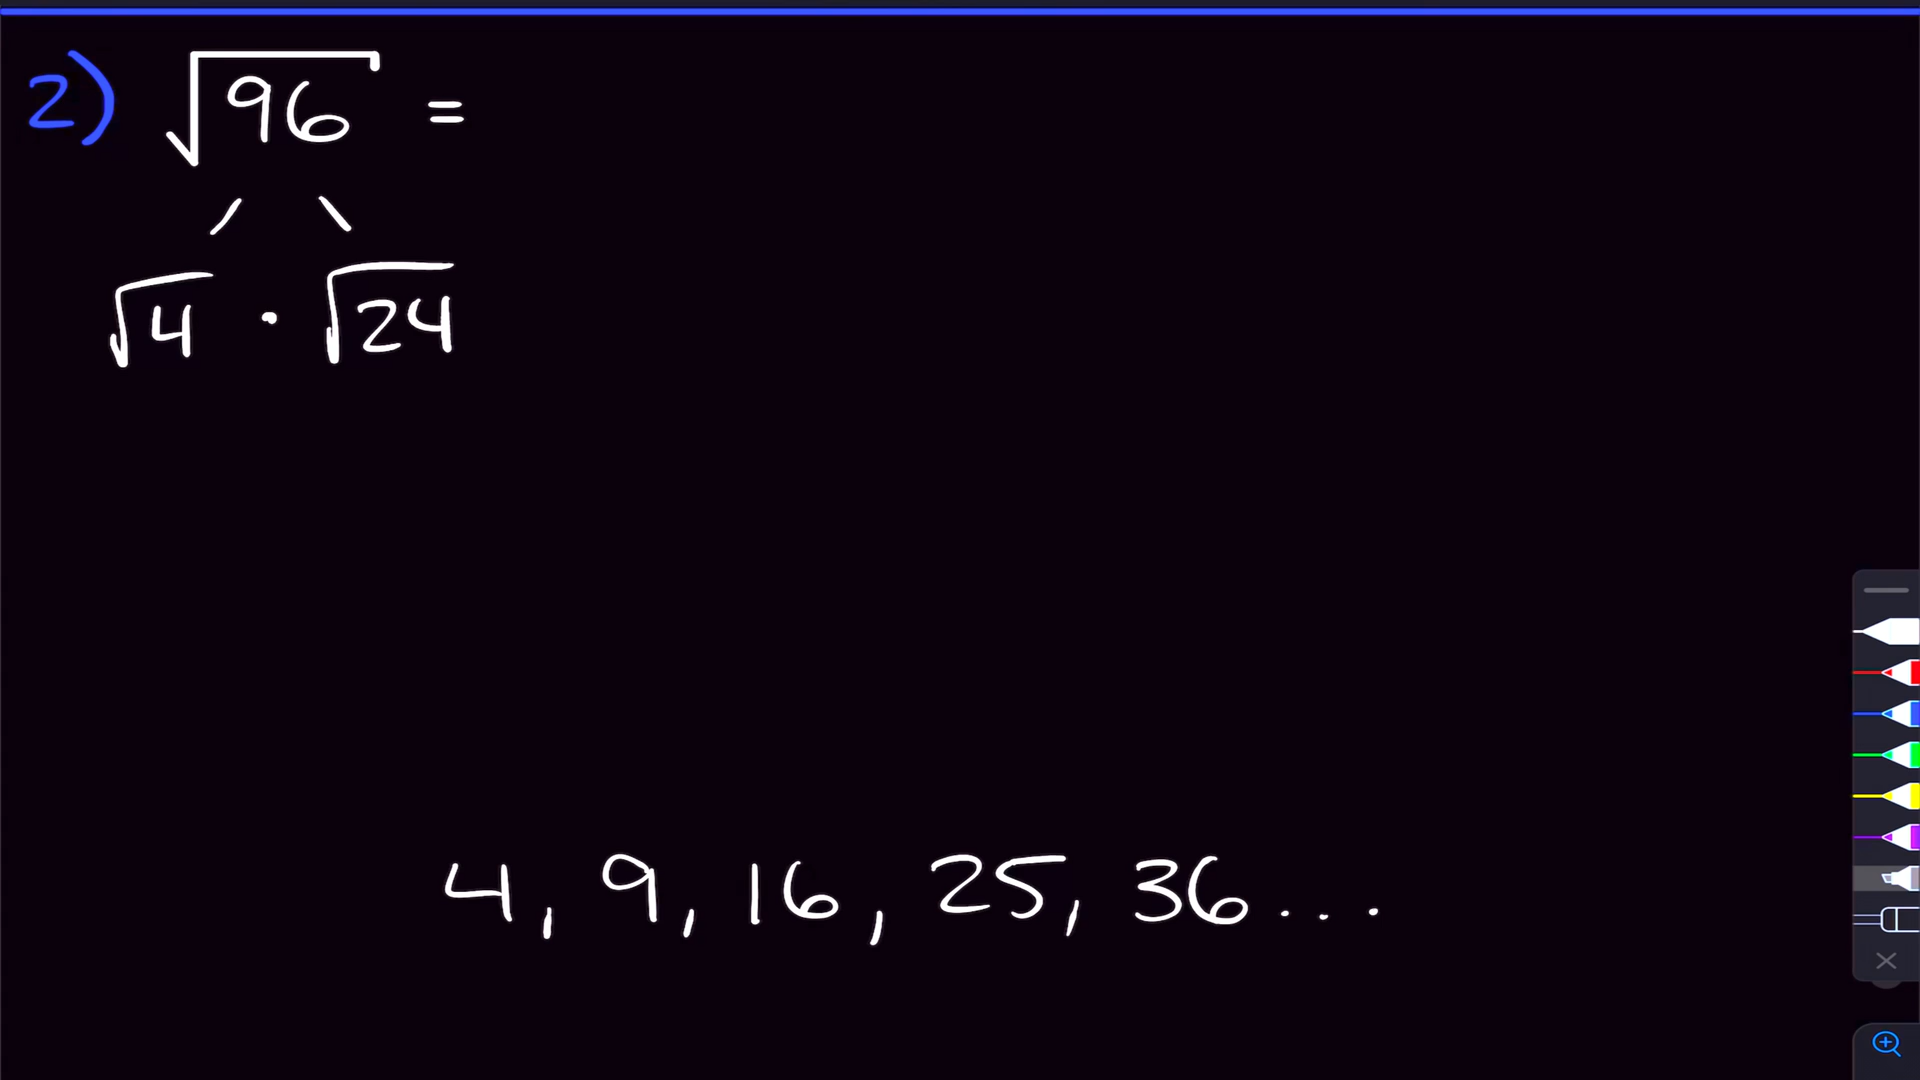 2) √96 =
√4 · √24
4, 9, 16, 25, 36...